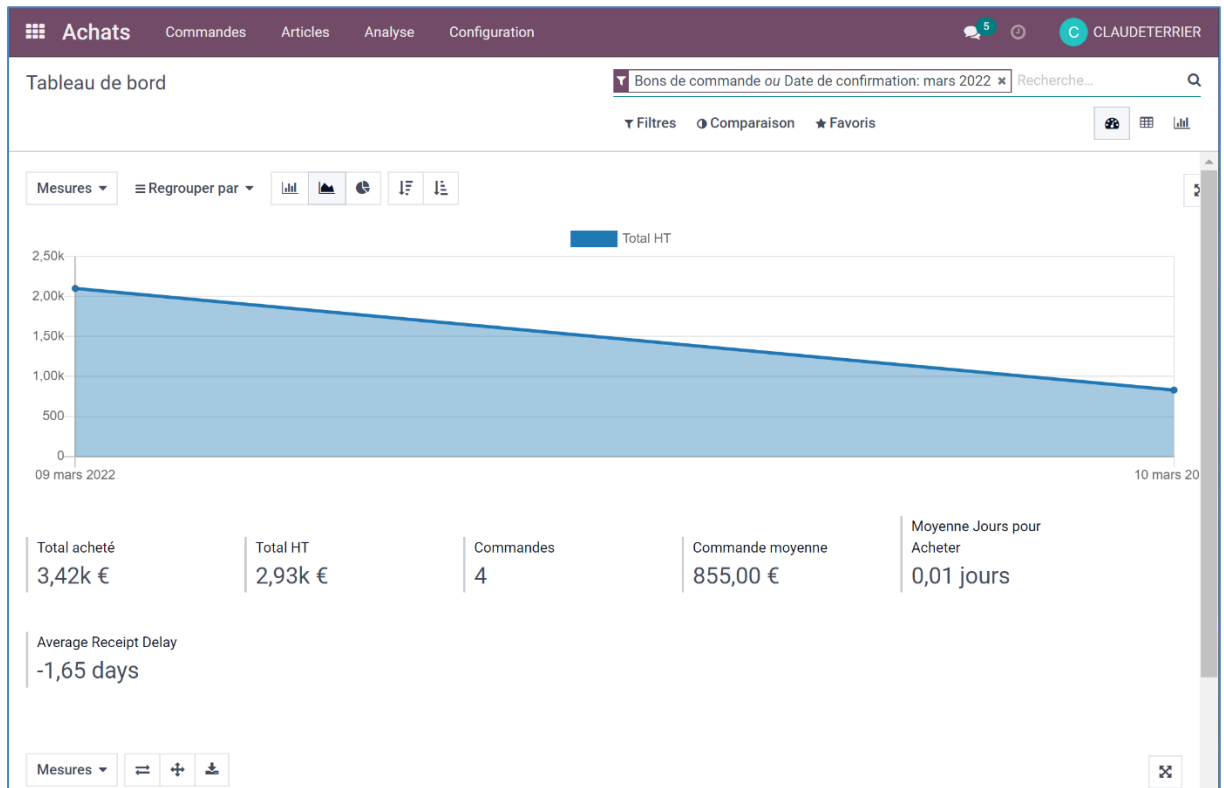 Achats Commandes Articles Analyse Configuration 5 C CLAUDETERRIER
Tableau de bord
Bons de commande ou Date de confirmation: mars 2022 × Recherche...
Filtres Comparaison Favoris
Mesures Regrouper par
Total HT
2,50k
2,00k
1,50k
1,00k
500
0
09 mars 2022 10 mars 20
Total acheté
3,42k €
Total HT
2,93k €
Commandes
4
Commande moyenne
855,00 €
Moyenne Jours pour
Acheter
0,01 jours
Average Receipt Delay
-1,65 days
Mesures